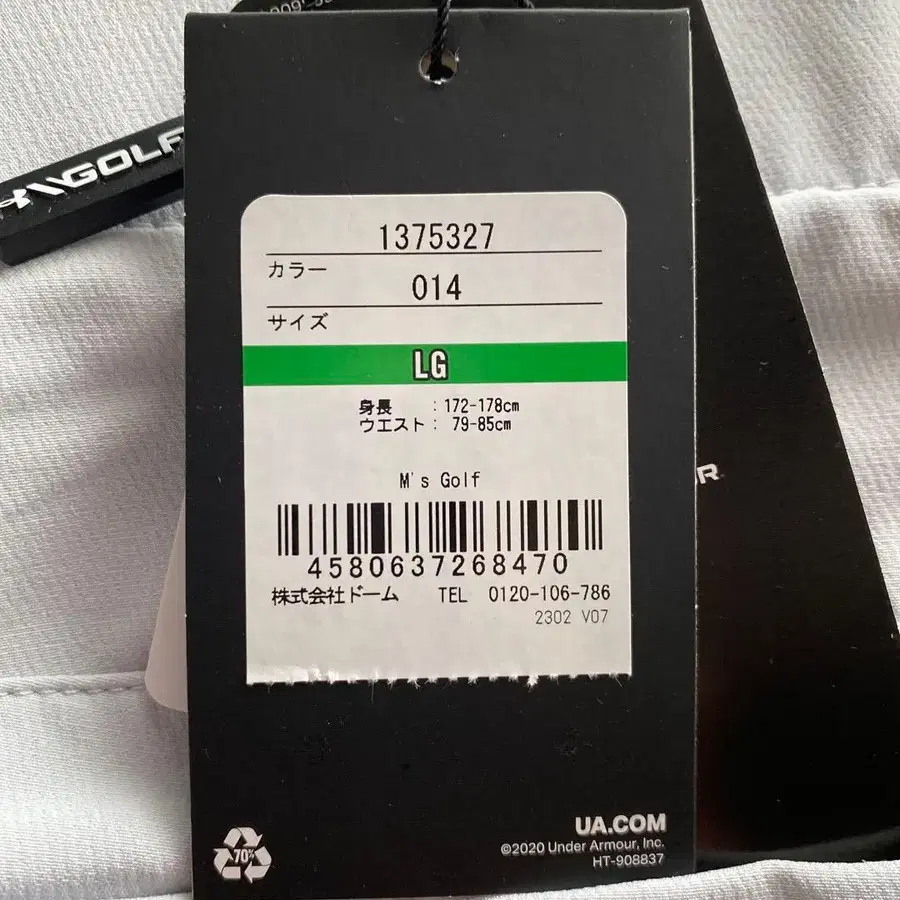 GOLF
1375327
カラー
014
サイズ
LG
身長 : 172-178cm
ウエスト : 79-85cm
M's Golf
4580637268470
株式会社ドーム TEL 0120-106-786
2302 V07
70%
UA.COM
©2020 Under Armour, Inc.
HT-908837